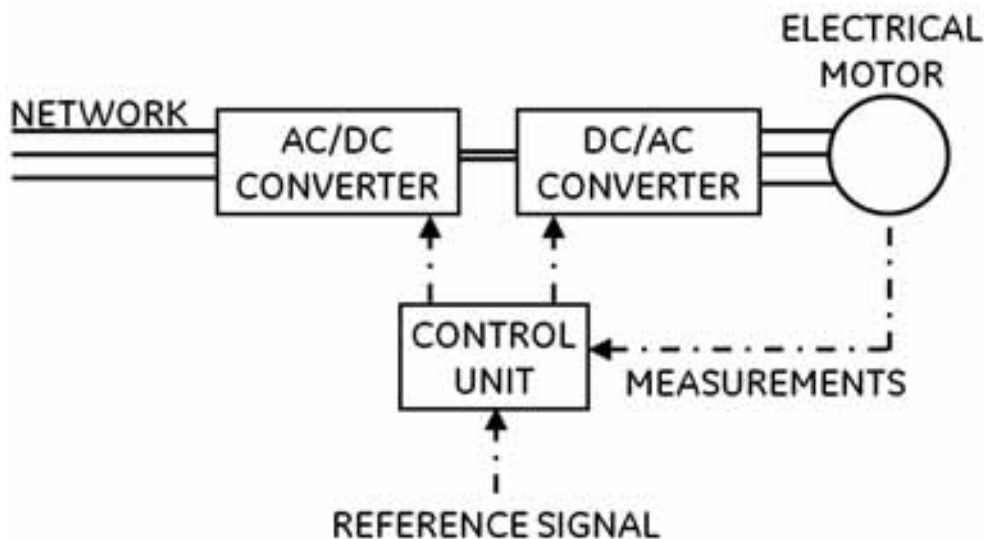 ELECTRICAL
MOTOR
NETWORK
AC/DC
CONVERTER
DC/AC
CONVERTER
CONTROL
UNIT
MEASUREMENTS
REFERENCE SIGNAL